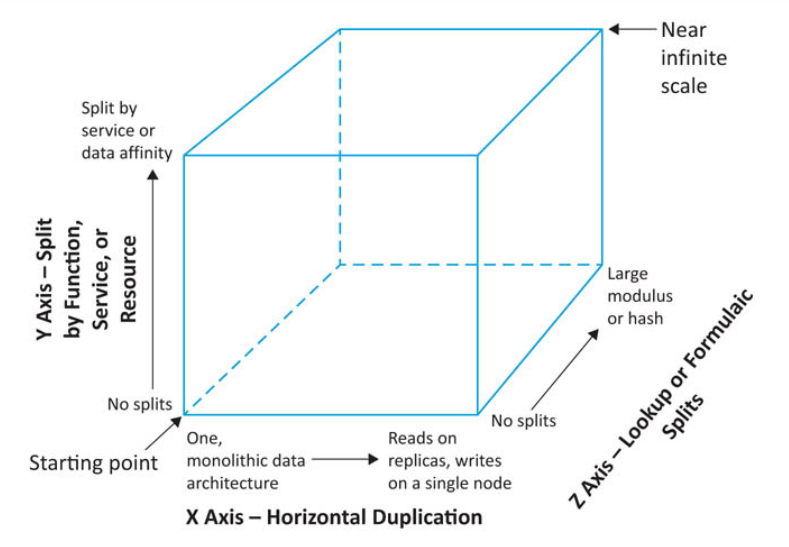 Near
infinite
scale
Split by
service or
data affinity
Y Axis – Split
by Function,
Service, or
Resource
Large
modulus
or hash
No splits
No splits
Starting point
One,
monolithic data
architecture
Reads on
replicas, writes
on a single node
Z Axis – Lookup or Formulaic
Splits
X Axis – Horizontal Duplication